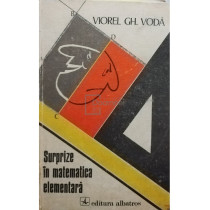 VIOREL GH. VODĂ
D
B
C
Surprize
în matematica
elementară
editura albatros